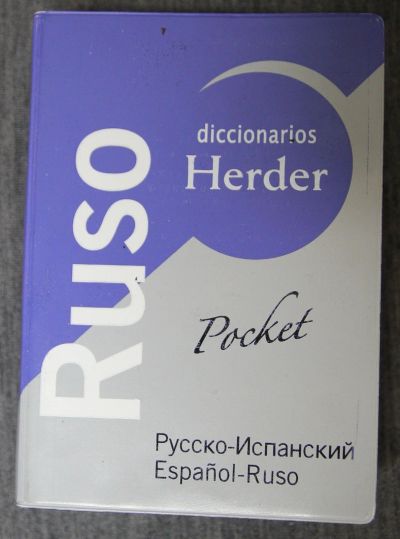 Ruso
diccionarios
Herder
Pocket
Русско-Испанский
Español-Ruso